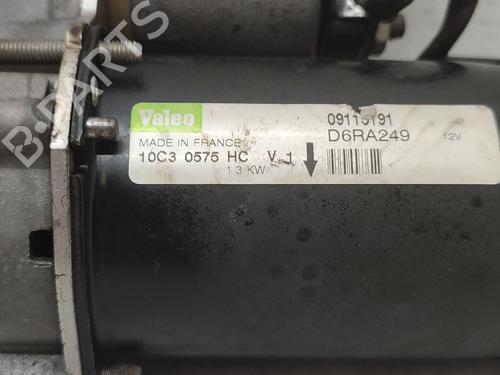 B-PARTS
Valeo
MADE IN FRANCE
10C3 0575 HC V 1
1.3 KW
09115191
D6RA249 12V